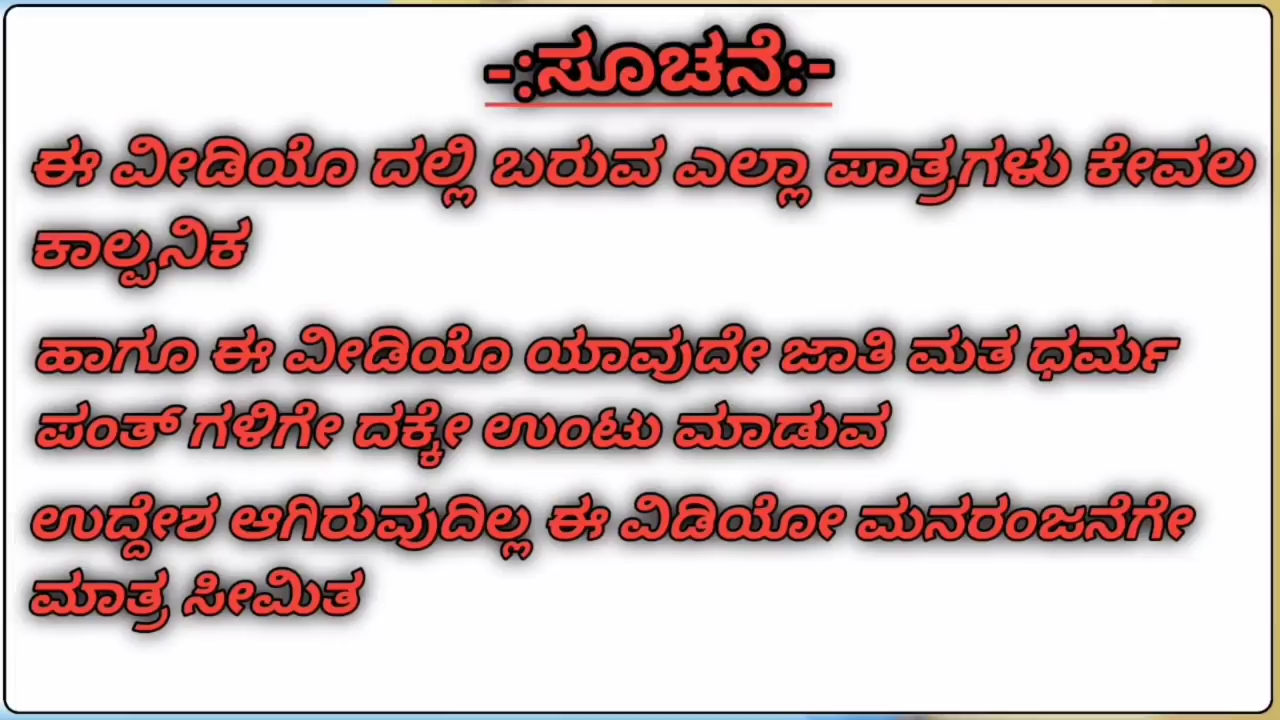 -:ಸೂಚನೆ:-
ಈ ವೀಡಿಯೊ ದಲ್ಲಿ ಬರುವ ಎಲ್ಲಾ ಪಾತ್ರಗಳು ಕೇವಲ
ಕಾಲ್ಪನಿಕ
ಹಾಗೂ ಈ ವೀಡಿಯೊ ಯಾವುದೇ ಜಾತಿ ಮತ ಧರ್ಮ
ಪಂತ್ ಗಳಿಗೇ ದಕ್ಕೇ ಉಂಟು ಮಾಡುವ
ಉದ್ದೇಶ ಆಗಿರುವುದಿಲ್ಲ ಈ ವಿಡಿಯೋ ಮನರಂಜನೆಗೇ
ಮಾತ್ರ ಸೀಮಿತ